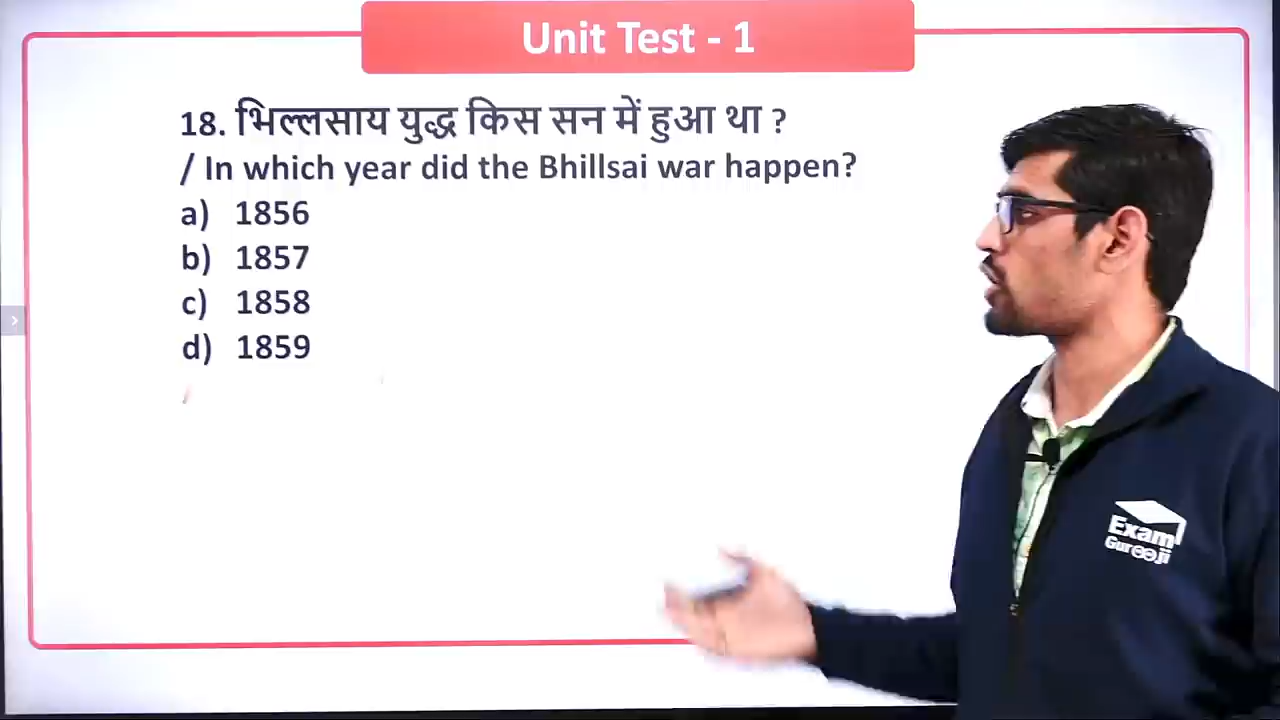 Unit Test - 1
18. भिल्लसाय युद्ध किस सन में हुआ था ?
/ In which year did the Bhillsai war happen?
a) 1856
b) 1857
c) 1858
d) 1859
Exam
Gurooji